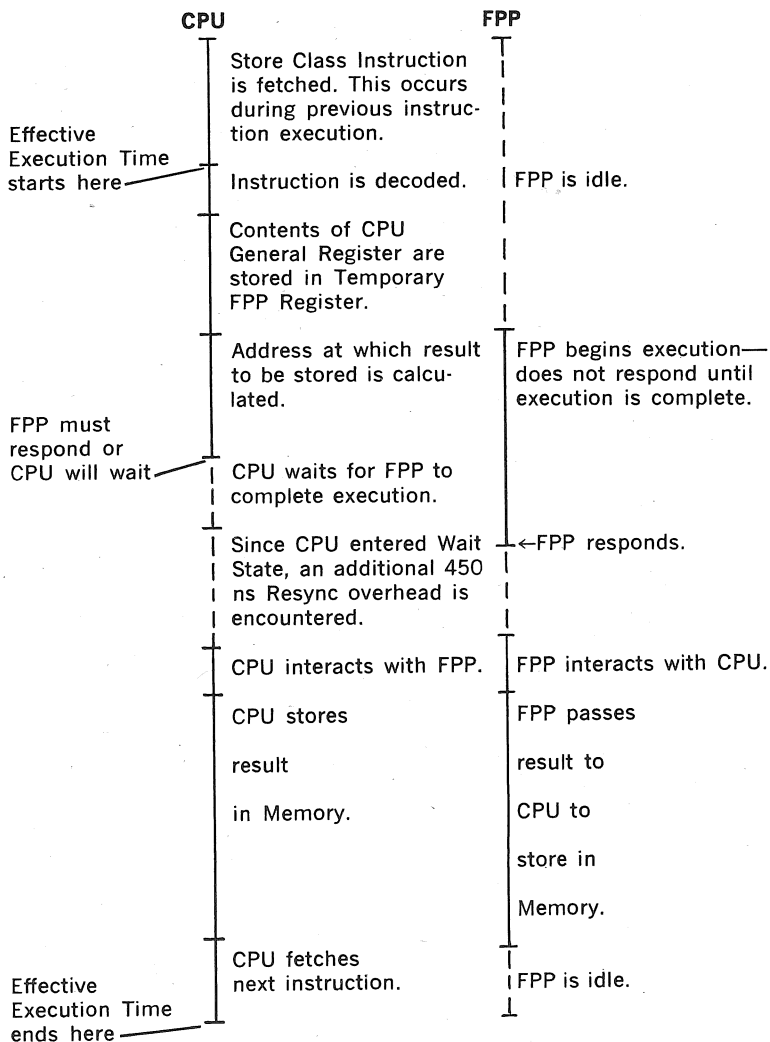 CPU
FPP
Store Class Instruction
is fetched. This occurs
during previous instruc-
tion execution.
Effective
Execution Time
starts here
Instruction is decoded.
FPP is idle.
Contents of CPU
General Register are
stored in Temporary
FPP Register.
Address at which result
to be stored is calcu-
lated.
FPP begins execution—
does not respond until
execution is complete.
FPP must
respond or
CPU will wait
CPU waits for FPP to
complete execution.
Since CPU entered Wait
State, an additional 450
ns Resync overhead is
encountered.
←FPP responds.
CPU interacts with FPP.
FPP interacts with CPU.
CPU stores
result
in Memory.
FPP passes
result to
CPU to
store in
Memory.
CPU fetches
next instruction.
FPP is idle.
Effective
Execution Time
ends here